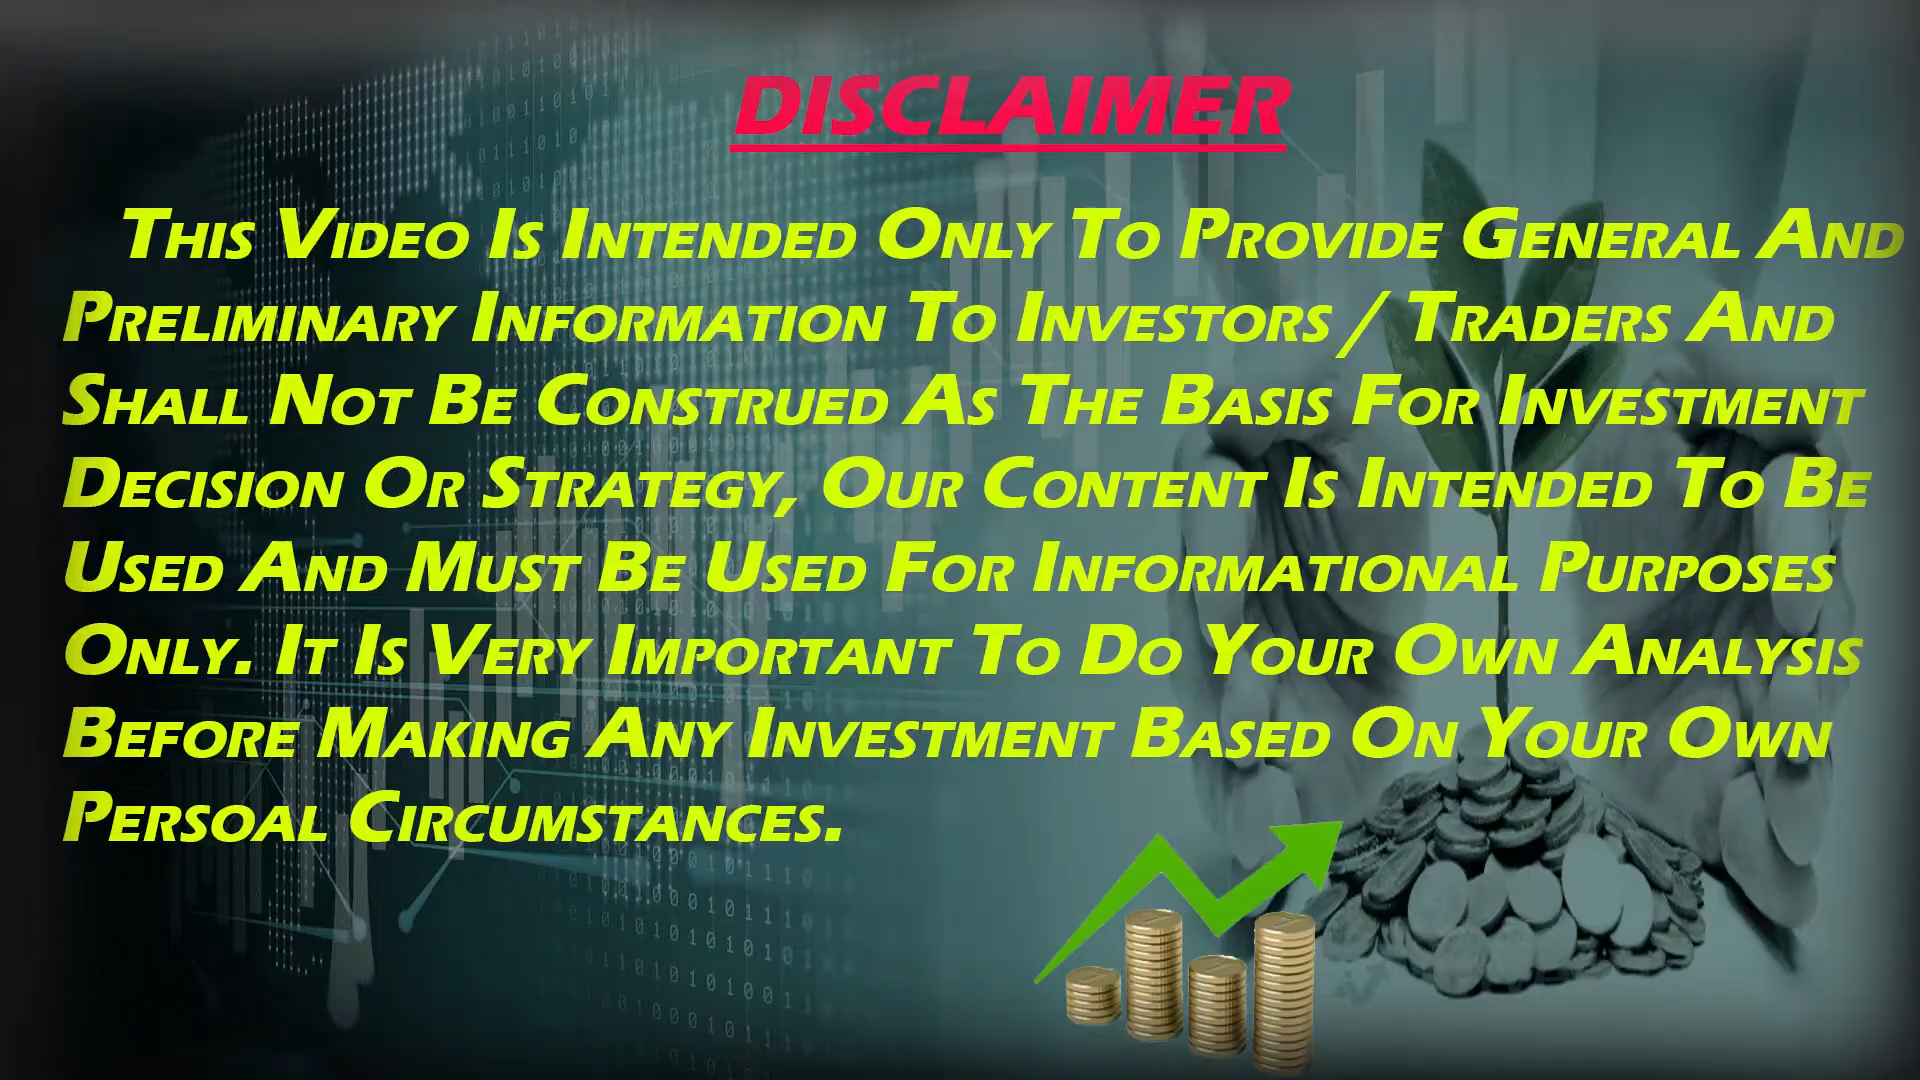 DISCLAIMER
This Video Is Intended Only To Provide General And
Preliminary Information To Investors / Traders And
Shall Not Be Construed As The Basis For Investment
Decision Or Strategy, Our Content Is Intended To Be
Used And Must Be Used For Informational Purposes
Only. It Is Very Important To Do Your Own Analysis
Before Making Any Investment Based On Your Own
Persoal Circumstances.